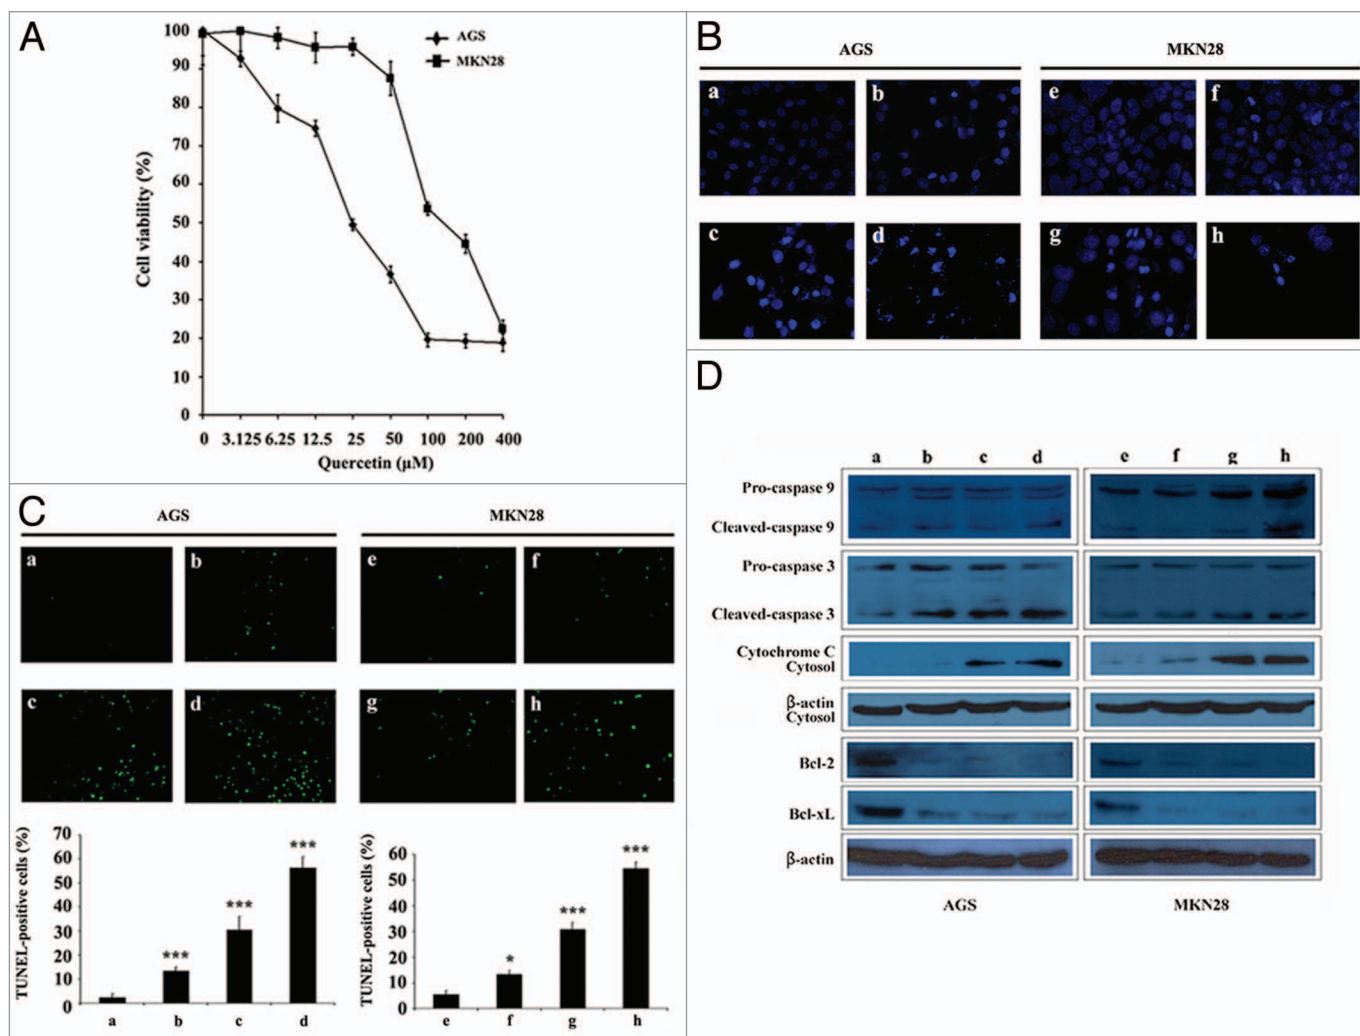 A
100
90
80
70
60
50
40
30
20
10
0
Cell viability (%)
AGS
MKN28
0 3.125 6.25 12.5 25 50 100 200 400
Quercetin (µM)
B
AGS MKN28
a b e f
c d g h
C
AGS MKN28
a b e f
c d g h
TUNEL-positive cells (%)
70
60
50
40
30
20
10
0
*** *** ***
a b c d
TUNEL-positive cells (%)
60
50
40
30
20
10
0
* *** ***
e f g h
D
a b c d e f g h
Pro-caspase 9
Cleaved-caspase 9
Pro-caspase 3
Cleaved-caspase 3
Cytochrome C
Cytosol
β-actin
Cytosol
Bcl-2
Bcl-xL
β-actin
AGS MKN28